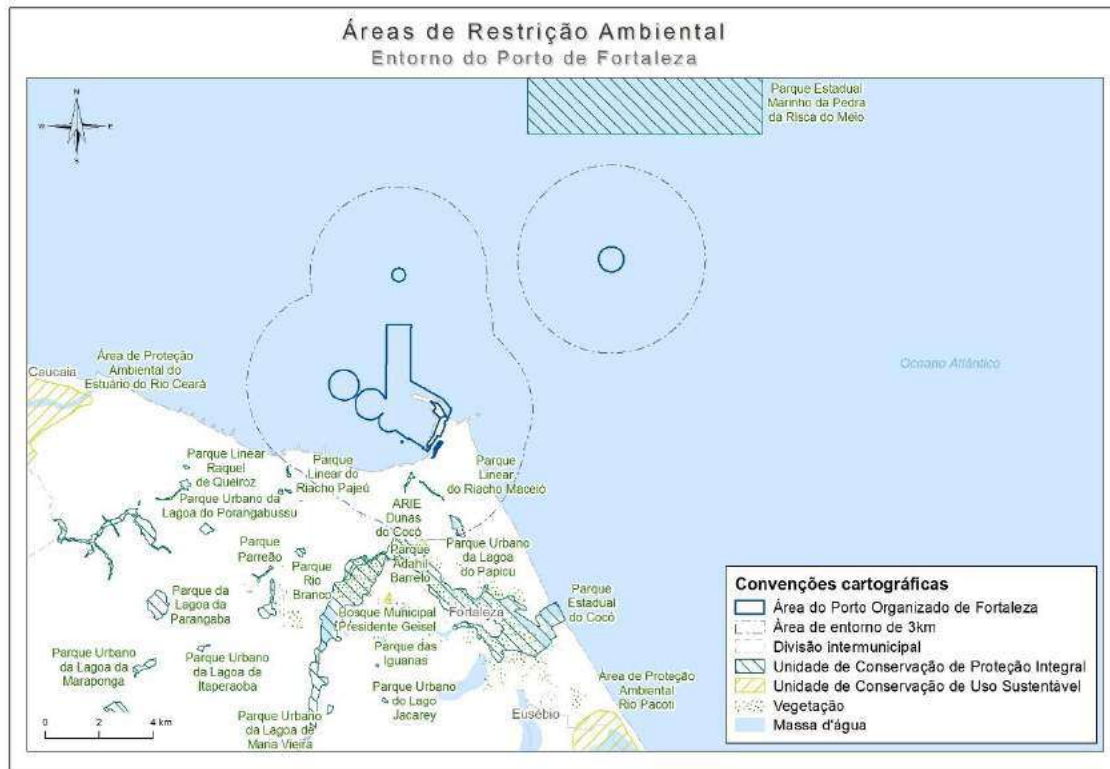 Áreas de Restrição Ambiental
Entorno do Porto de Fortaleza
N
W
E
S
Parque Estadual
Marinho da Pedra
da Risca do Meio
Oceano Atlântico
Área de Proteção
Ambiental do
Estuário do Rio Ceará
Caucaia
Parque Linear
Raquel
de Queiroz
Parque
Linear do
Riacho Pajeú
Parque
Linear
do Riacho Maceió
Parque Urbano da
Lagoa do Porangabussu
ARIE
Dunas
do Cocó
Parque
Parreão
Parque
Adahil
Barreto
Parque Urbano
da Lagoa
do Papicu
Parque
Rio
Branco
Parque da
Lagoa da
Parangaba
Bosque Municipal
Presidente Geisel
Fortaleza
Parque
Estadual
do Cocó
Parque das
Iguanas
Parque Urbano
da Lagoa da
Maraponga
Parque Urbano
da Lagoa da
Itaperaoba
Parque Urbano
do Lago
Jacarey
Área de Proteção
Ambiental
Rio Pacoti
Eusébio
Parque Urbano
da Lagoa de
Maria Vieira
0 2 4 km
Convenções cartográficas
Área do Porto Organizado de Fortaleza
Área de entorno de 3km
Divisão intermunicipal
Unidade de Conservação de Proteção Integral
Unidade de Conservação de Uso Sustentável
Vegetação
Massa d'água